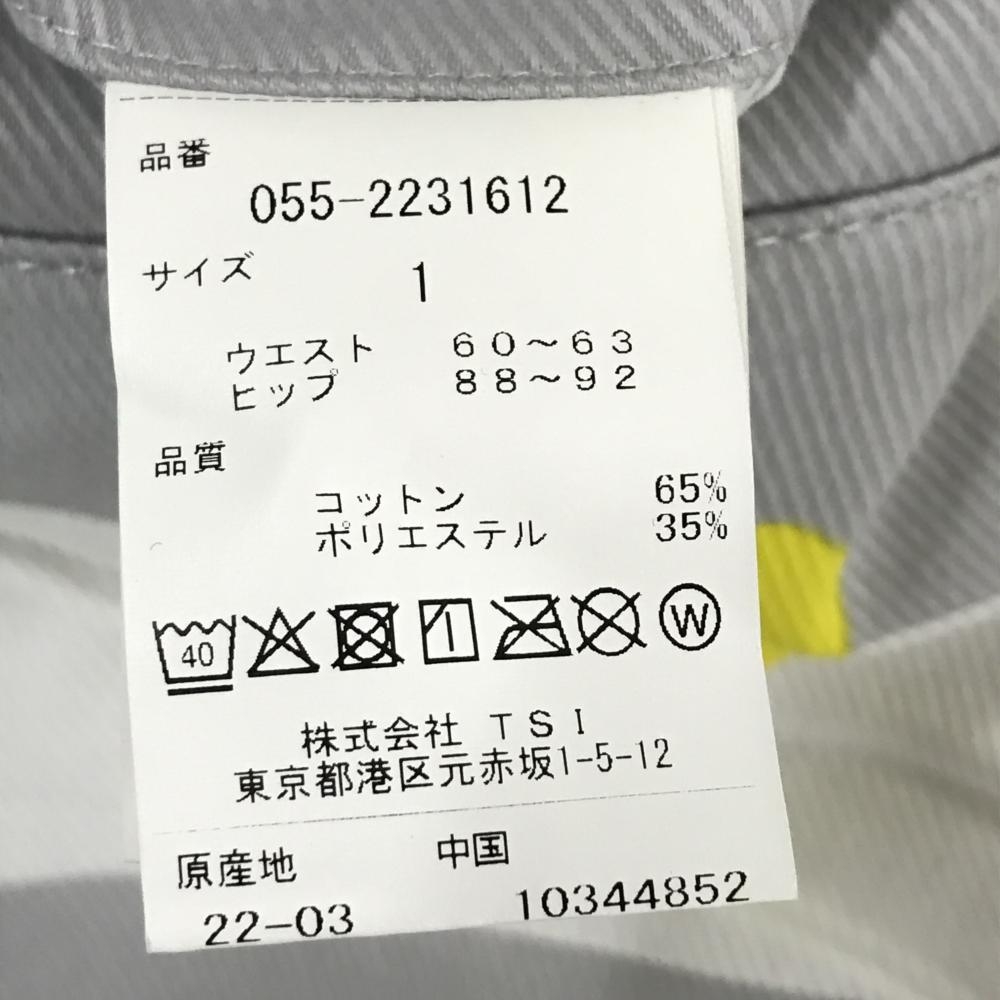 品番
055-2231612
サイズ 1
ウエスト 60～63
ヒップ 88～92
品質
コットン 65%
ポリエステル 35%
40 W
株式会社 TSI
東京都港区元赤坂1-5-12
原産地 中国
22-03 10344852